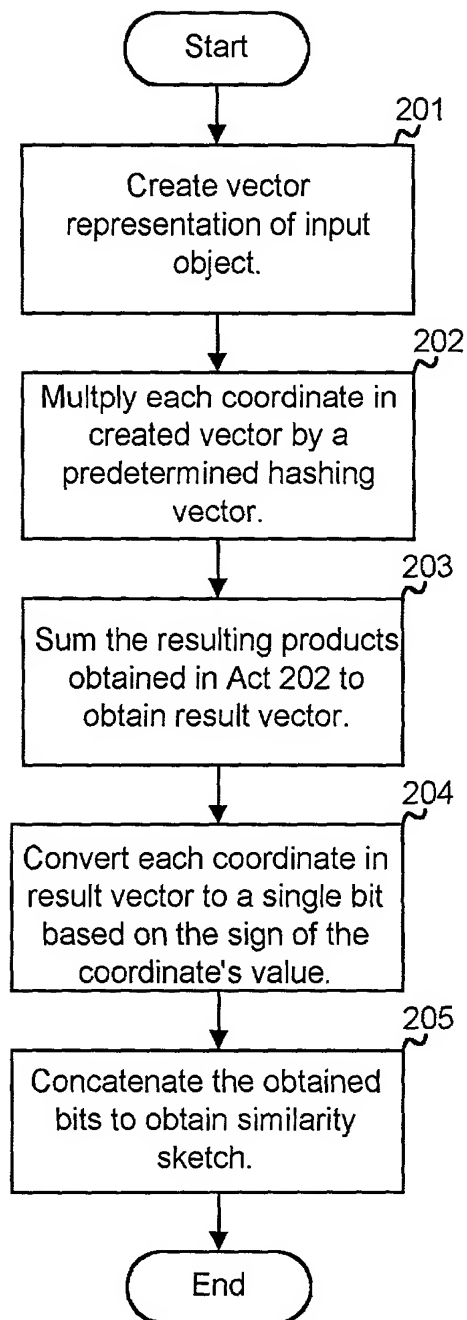 Start
201
Create vector
representation of input
object.
202
Multply each coordinate in
created vector by a
predetermined hashing
vector.
203
Sum the resulting products
obtained in Act 202 to
obtain result vector.
204
Convert each coordinate in
result vector to a single bit
based on the sign of the
coordinate's value.
205
Concatenate the obtained
bits to obtain similarity
sketch.
End